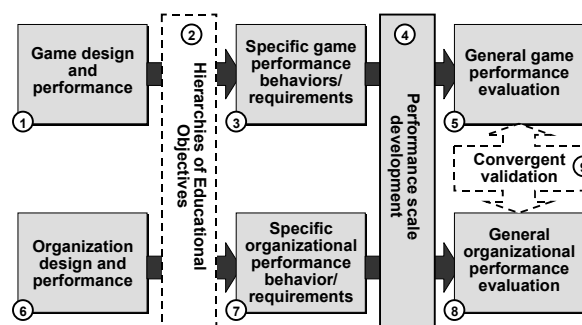 Game design
and
performance
1
2
Hierarchies of Educational
Objectives
Specific game
performance
behaviors/
requirements
3
4
Performance scale
development
General game
performance
evaluation
5
Convergent
validation
9
Organization
design and
performance
6
Specific
organizational
performance
behavior/
requirements
7
General
organizational
performance
evaluation
8